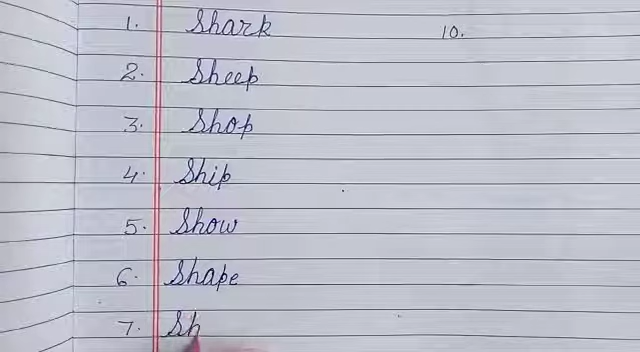 1. Shark 10.
2. Sheep
3. Shop
4. Ship
5. Show
6. Shape
7. Sh